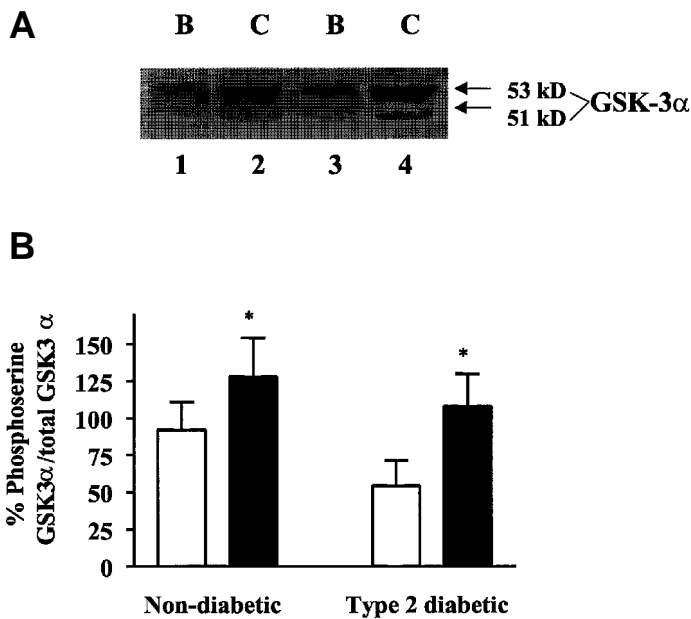 A
B C B C
53 kD
GSK-3α
51 kD
1 2 3 4
B
% Phosphoserine
GSK3α/total GSK3 α
150
125
100
75
50
25
0
*
*
Non-diabetic
Type 2 diabetic